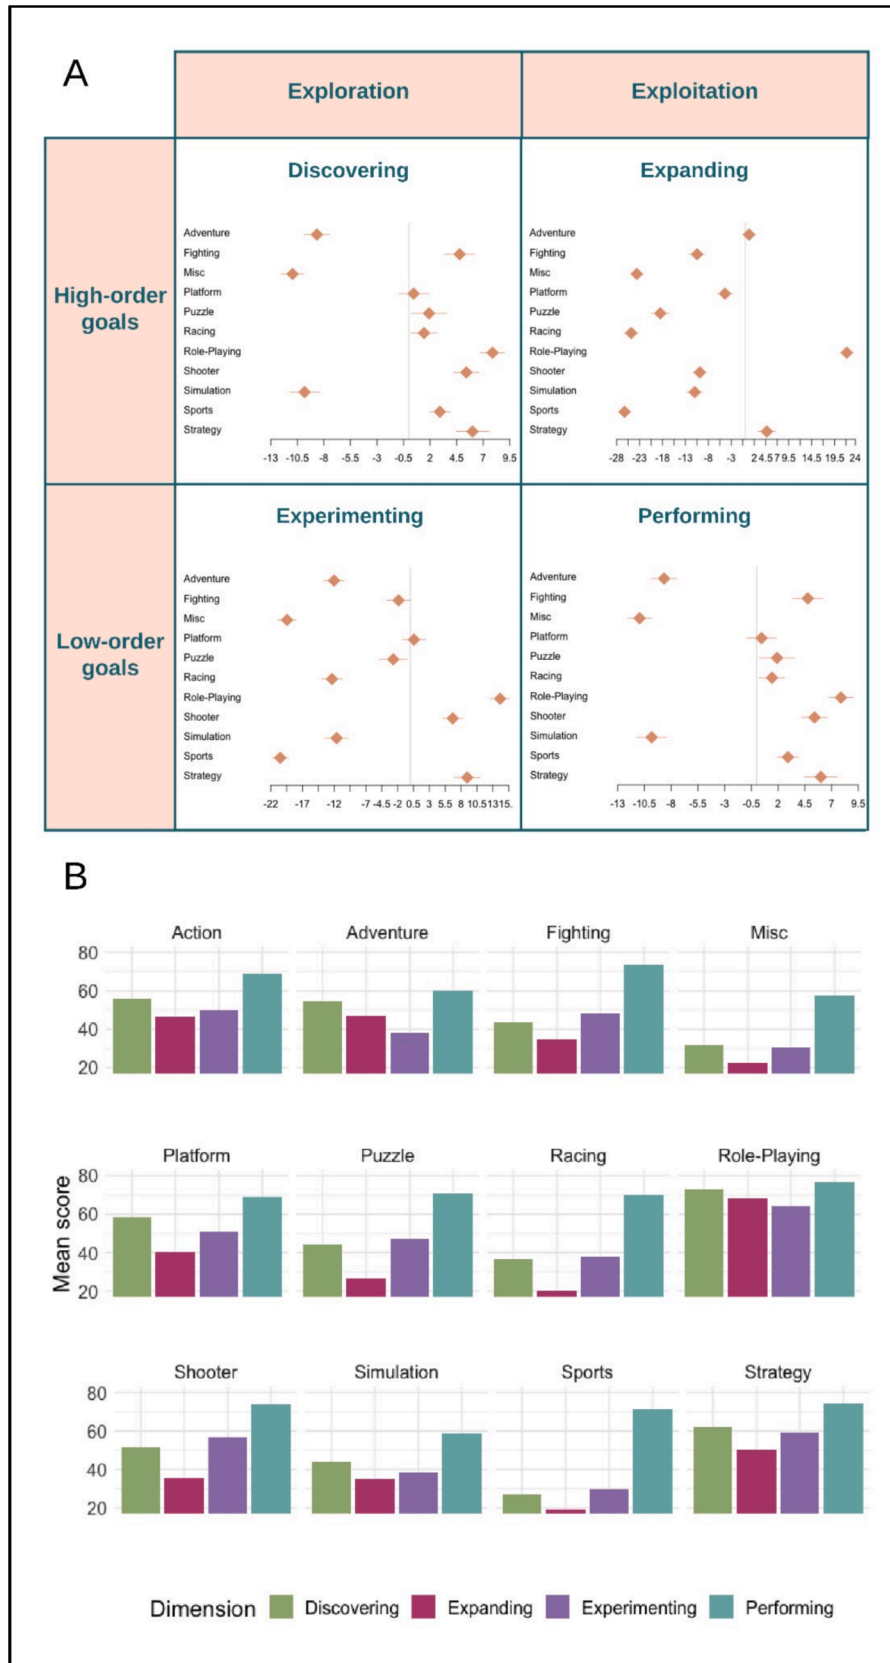 A
Exploration Exploitation
High-order
goals
Discovering
Adventure
Fighting
Misc
Platform
Puzzle
Racing
Role-Playing
Shooter
Simulation
Sports
Strategy
-13 -10.5 -8 -5.5 -3 -0.5 2 4.5 7 9.5
Expanding
Adventure
Fighting
Misc
Platform
Puzzle
Racing
Role-Playing
Shooter
Simulation
Sports
Strategy
-28 -23 -18 -13 -8 -3 2 4.5 7 9.5 14.5 19.5 24
Low-order
goals
Experimenting
Adventure
Fighting
Misc
Platform
Puzzle
Racing
Role-Playing
Shooter
Simulation
Sports
Strategy
-22 -17 -12 -7 -4.5 -2 0.5 3 5.5 8 10.5 13 15.
Performing
Adventure
Fighting
Misc
Platform
Puzzle
Racing
Role-Playing
Shooter
Simulation
Sports
Strategy
-13 -10.5 -8 -5.5 -3 -0.5 2 4.5 7 9.5
B
Mean score
Action Adventure Fighting Misc
80
60
40
20
Platform Puzzle Racing Role-Playing
80
60
40
20
Shooter Simulation Sports Strategy
80
60
40
20
Dimension Discovering Expanding Experimenting Performing